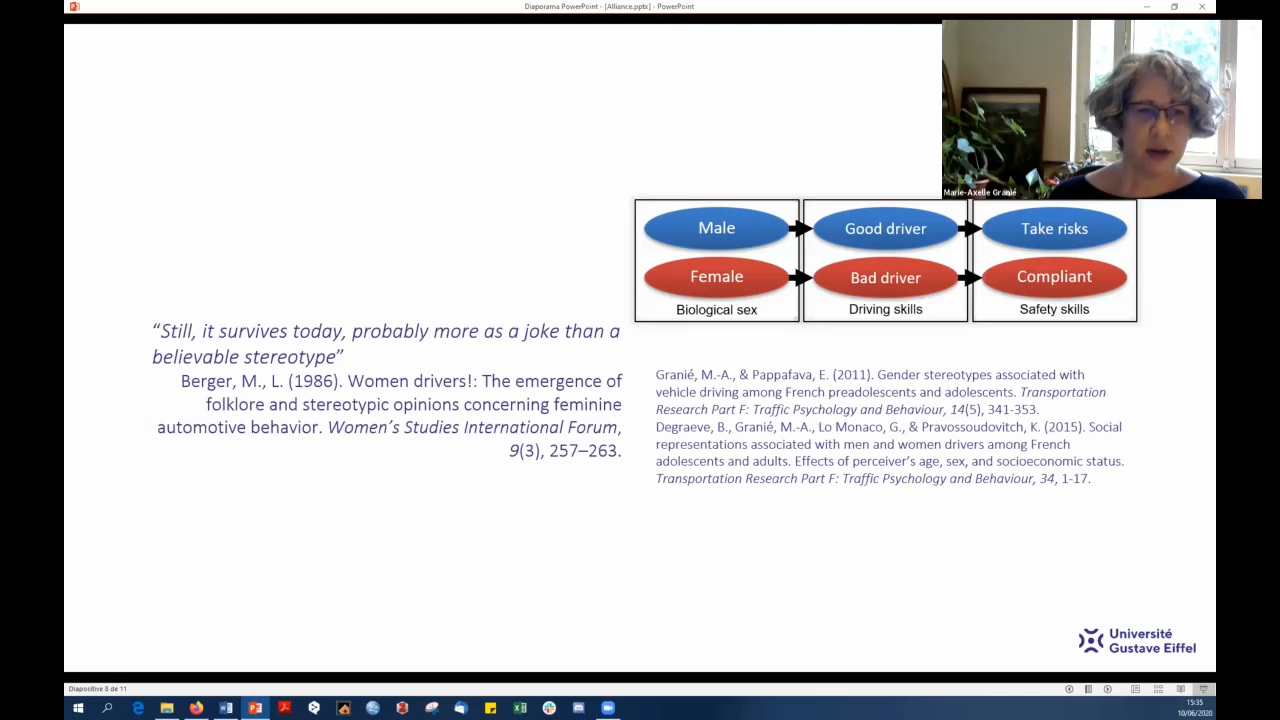 Diaporama PowerPoint - [Alliance.pptx] - PowerPoint
Marie-Axelle Granié
Male
Good driver
Take risks
Female
Bad driver
Compliant
Biological sex
Driving skills
Safety skills
“Still, it survives today, probably more as a joke than a
believable stereotype”
Berger, M., L. (1986). Women drivers!: The emergence of
folklore and stereotypic opinions concerning feminine
automotive behavior. Women’s Studies International Forum,
9(3), 257–263.
Granié, M.-A., & Pappafava, E. (2011). Gender stereotypes associated with
vehicle driving among French preadolescents and adolescents. Transportation
Research Part F: Traffic Psychology and Behaviour, 14(5), 341-353.
Degraeve, B., Granié, M.-A., Lo Monaco, G., & Pravossoudovitch, K. (2015). Social
representations associated with men and women drivers among French
adolescents and adults. Effects of perceiver’s age, sex, and socioeconomic status.
Transportation Research Part F: Traffic Psychology and Behaviour, 34, 1-17.
Université
Gustave Eiffel
Diapositive 8 de 11
15:35
10/06/2020